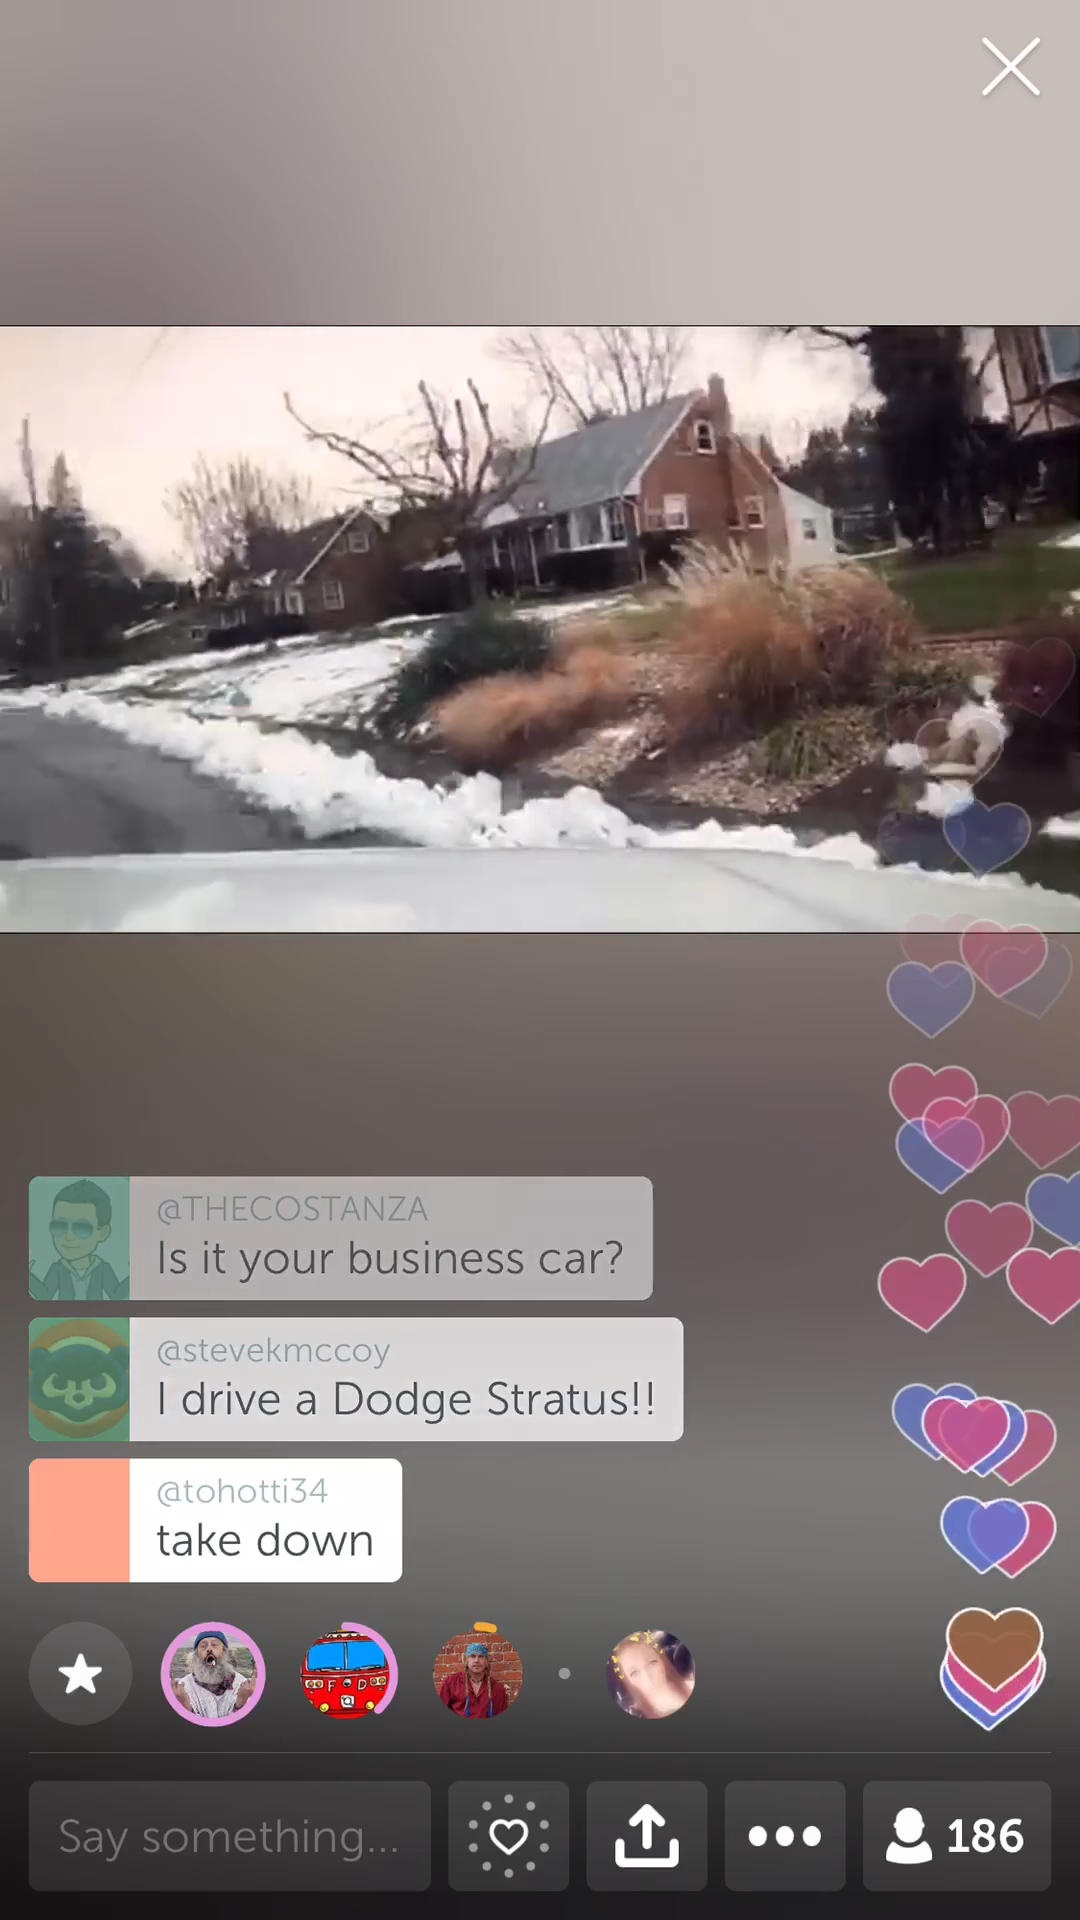 @THECOSTANZA
Is it your business car?
@stevekmccoy
I drive a Dodge Stratus!!
@tohotti34
take down
F D
Say something...
186